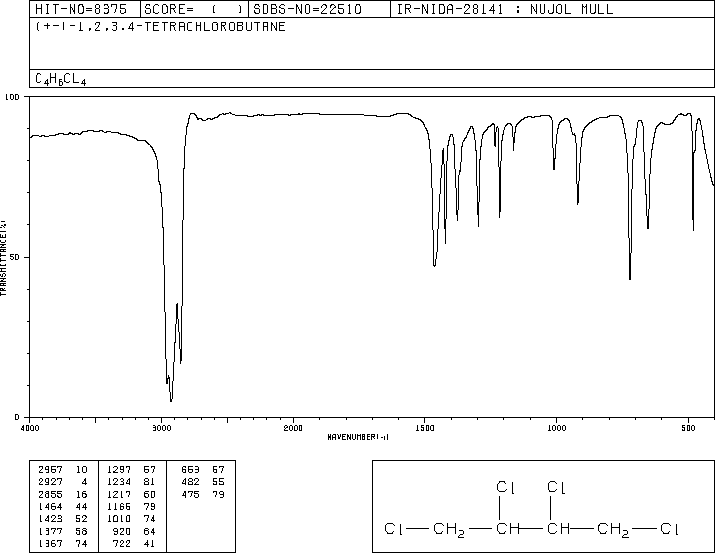 HIT-NO=8375 SCORE= ( ) SDBS-NO=22510 IR-NIDA-28141 : NUJOL MULL
(+-)-1,2,3,4-TETRACHLOROBUTANE
C4H6CL4
100
50
0
TRANSMITTANCE(%)
4000 3000 2000 1500 1000 500
WAVENUMBER(-1)
2967 10 1297 57 653 57
2927 4 1234 81 482 55
2855 16 1217 60 475 79
1464 44 1166 79
1423 52 1010 74
1377 58 920 64
1367 74 722 41
Cl Cl
Cl CH2 CH CH CH2 Cl